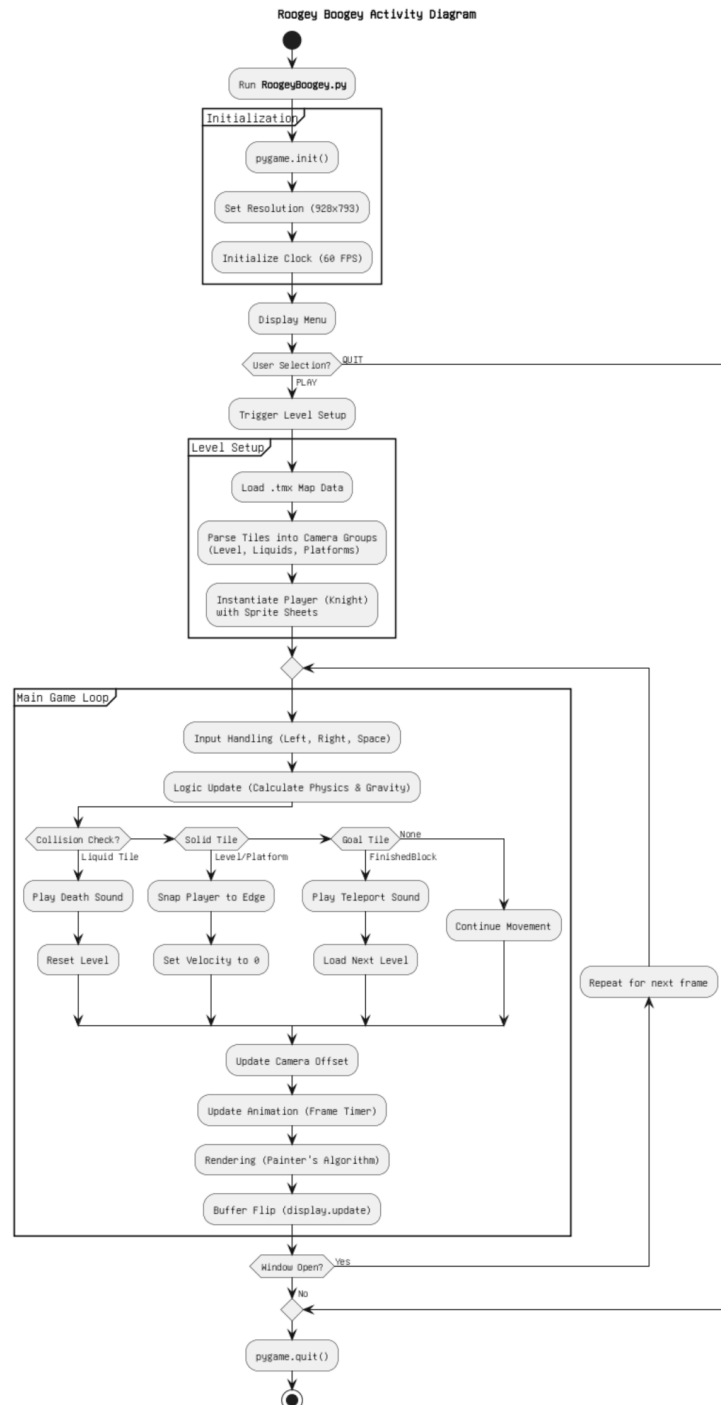 Roogey Boogey Activity Diagram
Run RoogeyBoogey.py
Initialization
pygame.init()
Set Resolution (928x793)
Initialize Clock (60 FPS)
Display Menu
User Selection?
QUIT
PLAY
Trigger Level Setup
Level Setup
Load .tmx Map Data
Parse Tiles into Camera Groups
(Level, Liquids, Platforms)
Instantiate Player (Knight)
with Sprite Sheets
Main Game Loop
Input Handling (Left, Right, Space)
Logic Update (Calculate Physics & Gravity)
Collision Check?
Solid Tile
Goal Tile
None
Liquid Tile
Level/Platform
FinishedBlock
Play Death Sound
Snap Player to Edge
Play Teleport Sound
Continue Movement
Reset Level
Set Velocity to 0
Load Next Level
Repeat for next frame
Update Camera Offset
Update Animation (Frame Timer)
Rendering (Painter's Algorithm)
Buffer Flip (display.update)
Window Open?
Yes
No
pygame.quit()